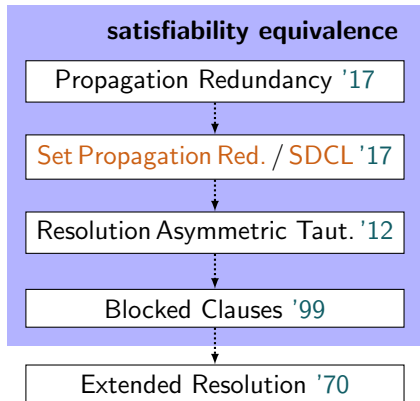 satisfiability equivalence
Propagation Redundancy '17
Set Propagation Red. / SDCL '17
Resolution Asymmetric Taut. '12
Blocked Clauses '99
Extended Resolution '70